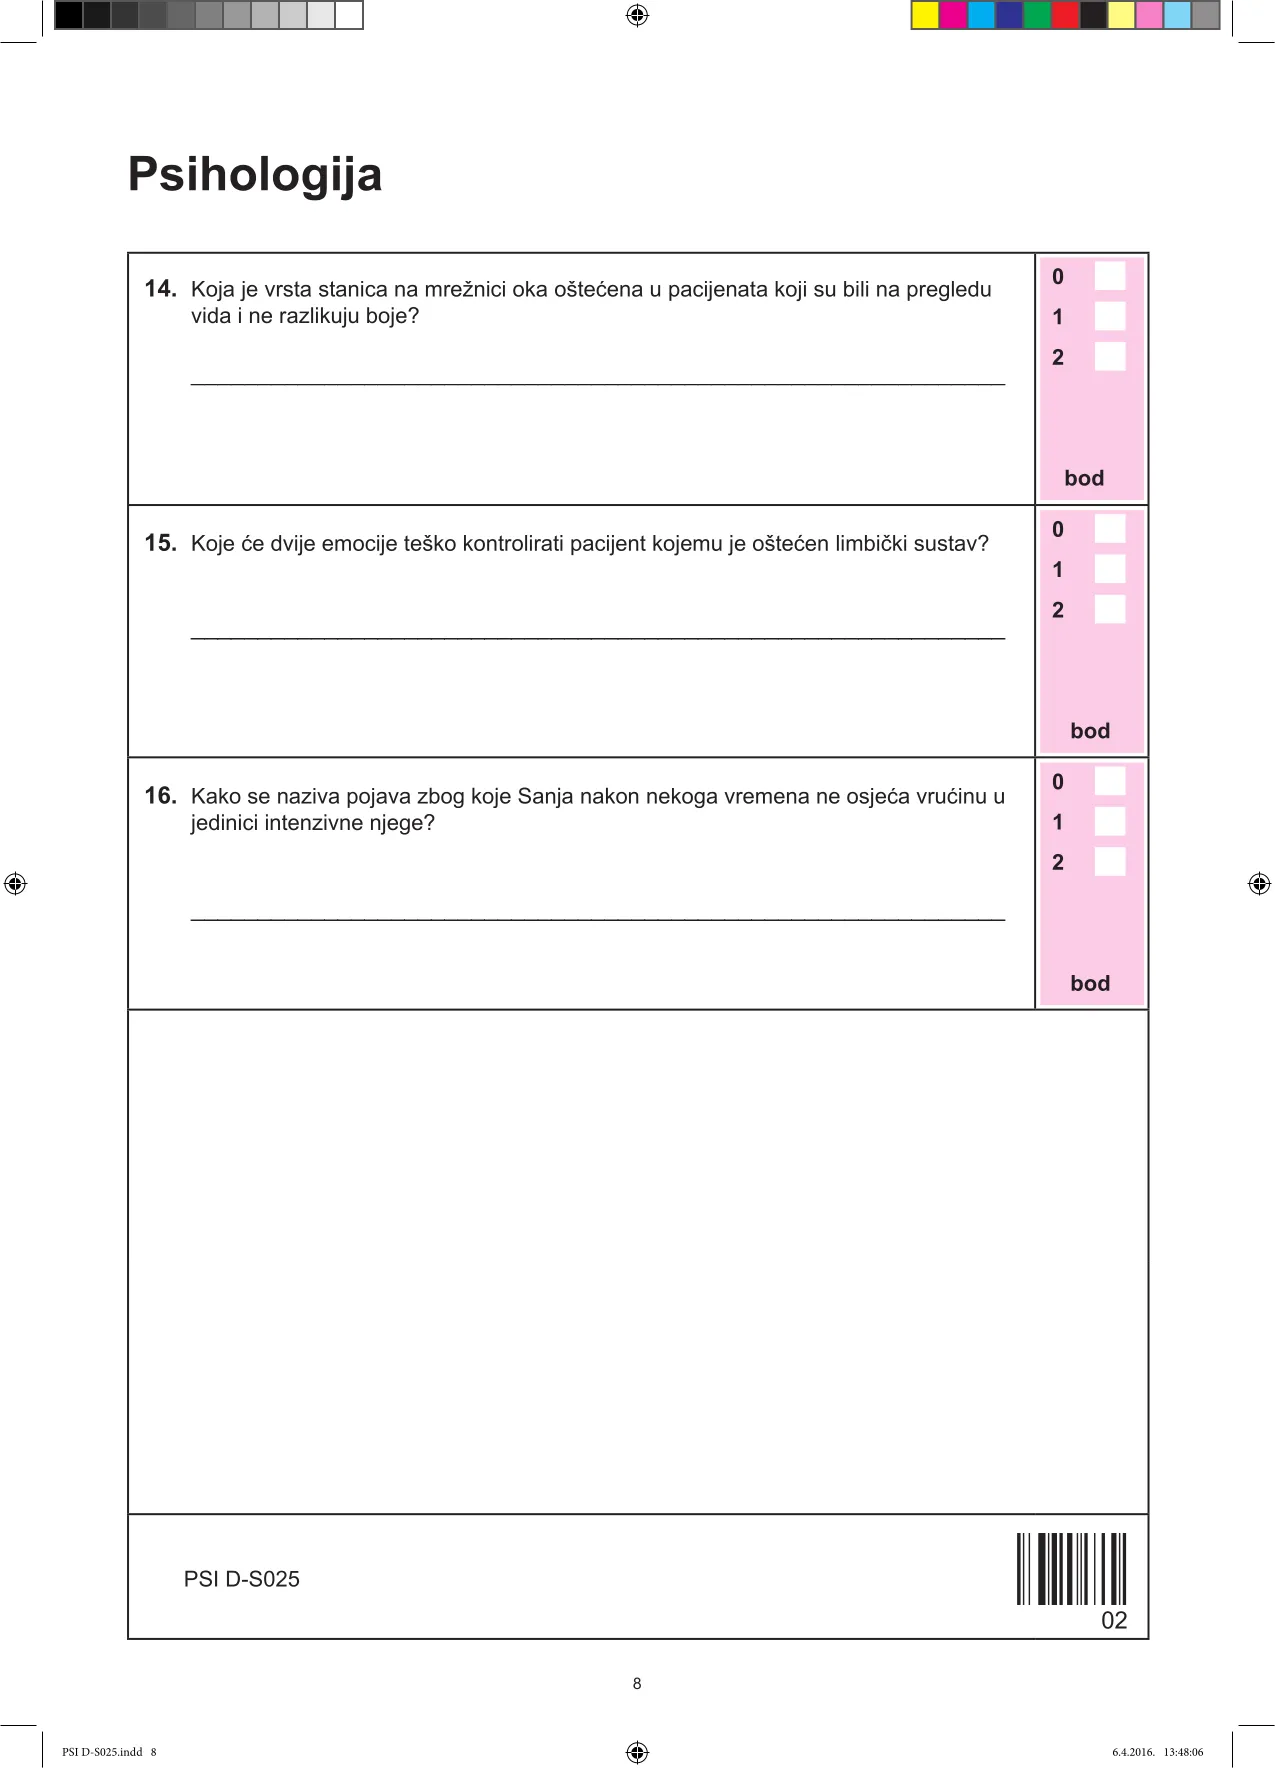 Psihologija
14. Koja je vrsta stanica na mrežnici oka oštećena u pacijenata koji su bili na pregledu
vida i ne razlikuju boje?
0
1
2
bod
15. Koje će dvije emocije teško kontrolirati pacijent kojemu je oštećen limbički sustav?
0
1
2
bod
16. Kako se naziva pojava zbog koje Sanja nakon nekoga vremena ne osjeća vrućinu u
jedinici intenzivne njege?
0
1
2
bod
PSI D-S025
02
8
PSI D-S025.indd 8
6.4.2016. 13:48:06